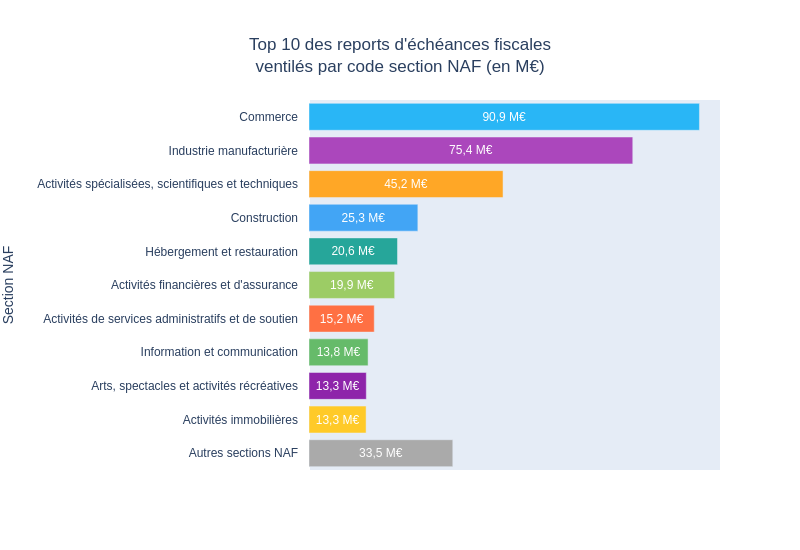 Top 10 des reports d'échéances fiscales
ventilés par code section NAF (en M€)
Section NAF
Commerce 90,9 M€
Industrie manufacturière 75,4 M€
Activités spécialisées, scientifiques et techniques 45,2 M€
Construction 25,3 M€
Hébergement et restauration 20,6 M€
Activités financières et d'assurance 19,9 M€
Activités de services administratifs et de soutien 15,2 M€
Information et communication 13,8 M€
Arts, spectacles et activités récréatives 13,3 M€
Activités immobilières 13,3 M€
Autres sections NAF 33,5 M€